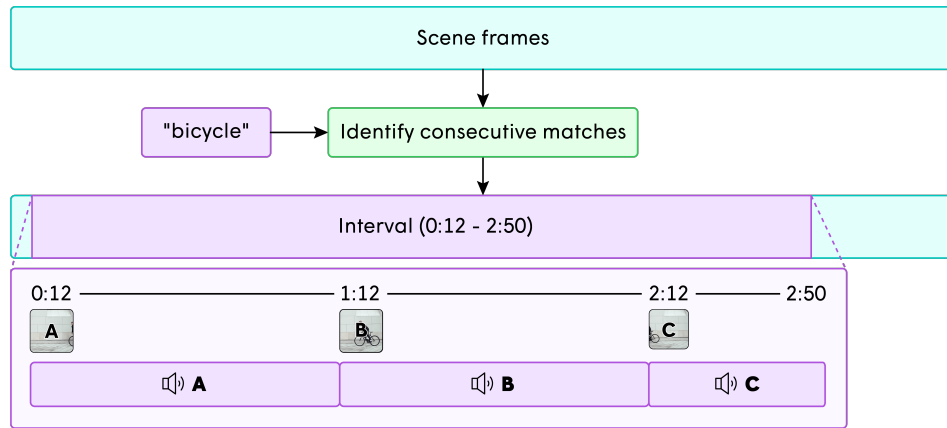 Scene frames
"bicycle"
Identify consecutive matches
Interval (0:12 - 2:50)
0:12 1:12 2:12 2:50
A B C
A B C